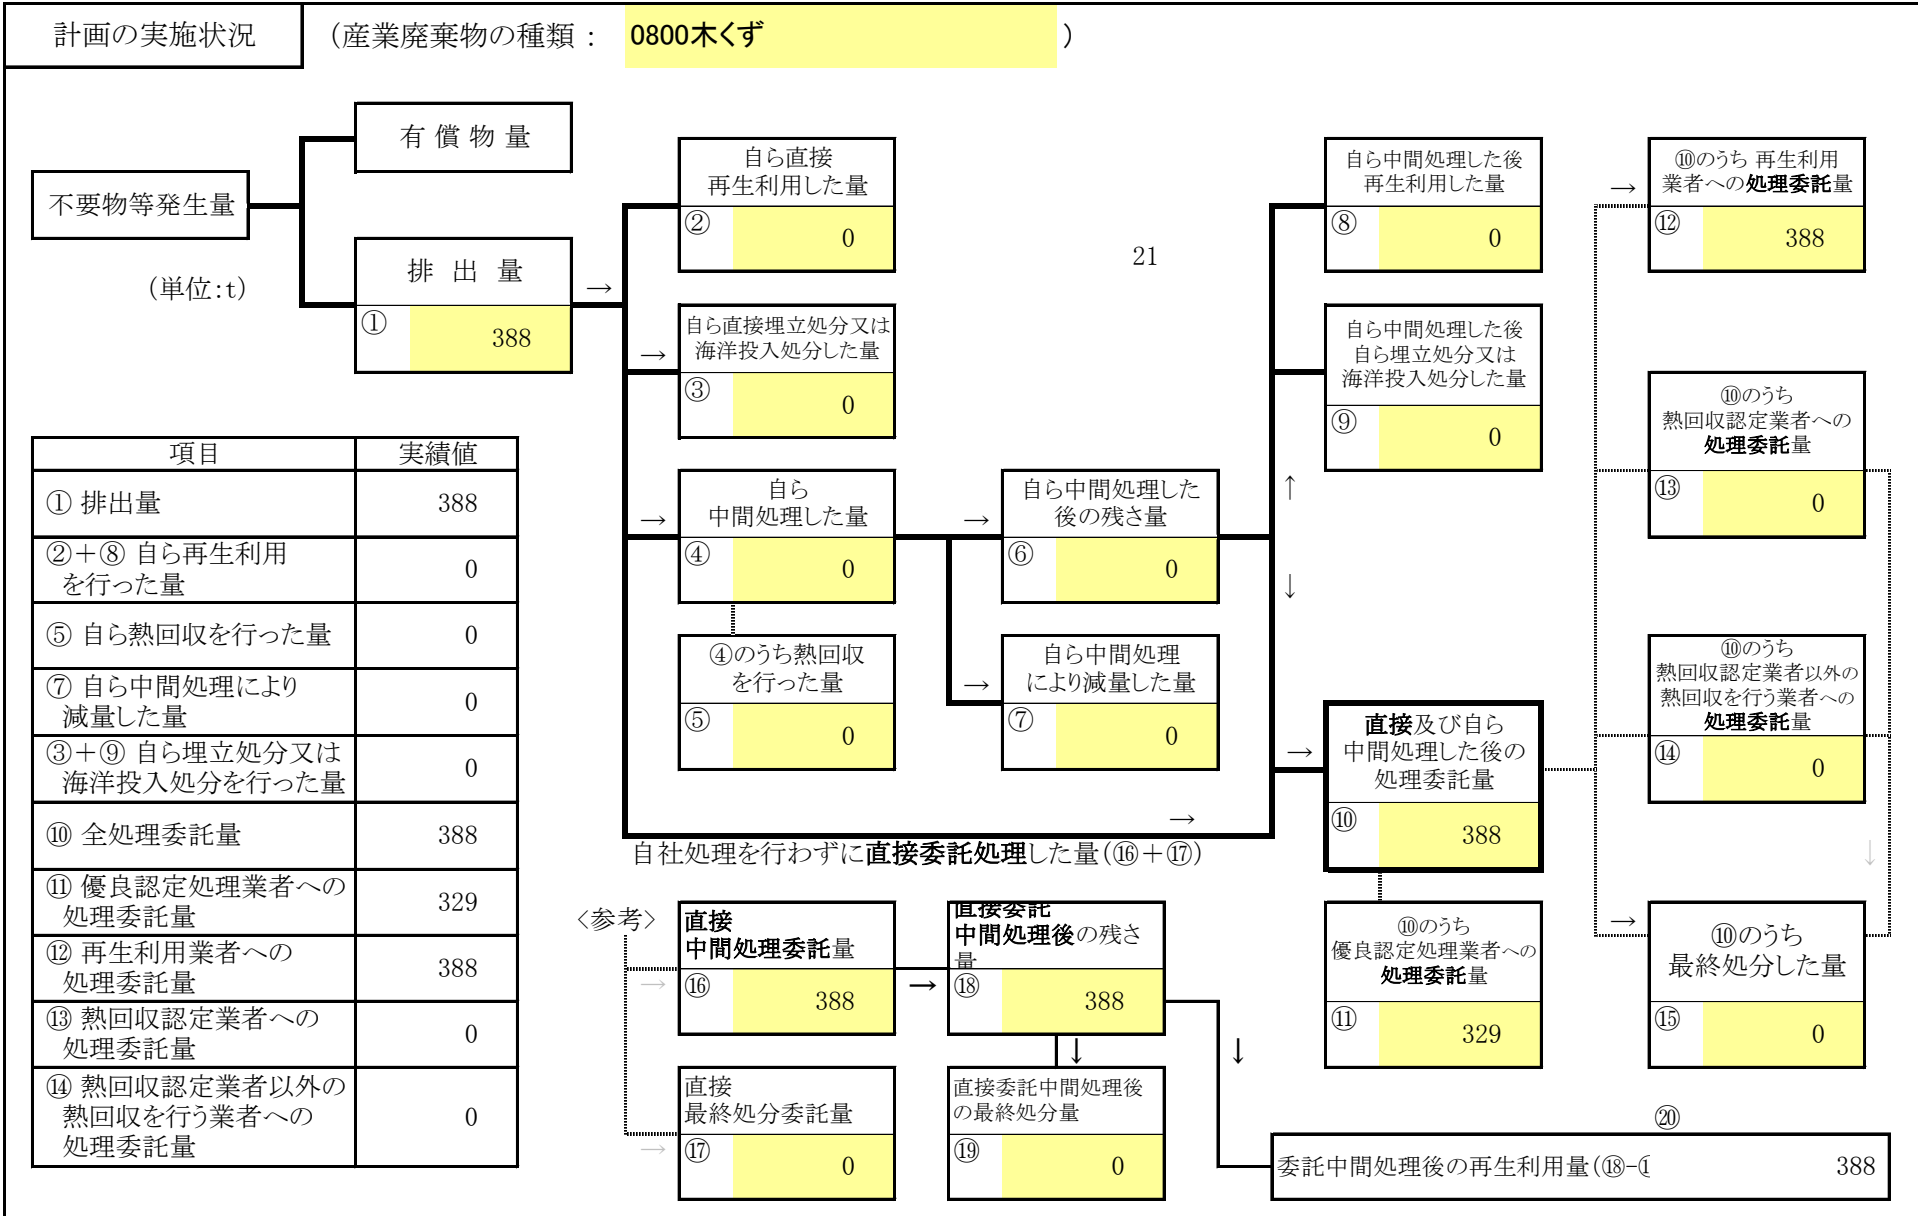 計画の実施状況
（産業廃棄物の種類： 0800木くず ）
有 償 物 量
不要物等発生量
（単位:t）
排 出 量
①
388
→
自ら直接
再生利用した量
②
0
→
自ら直接埋立処分又は
海洋投入処分した量
③
0
→
自ら
中間処理した量
④
0
④のうち熱回収
を行った量
⑤
0
→
自ら中間処理した
後の残さ量
⑥
0
→
自ら中間処理
により減量した量
⑦
0
21
自ら中間処理した後
再生利用した量
⑧
0
自ら中間処理した後
自ら埋立処分又は
海洋投入処分した量
⑨
0
↑
↓
→
直接及び自ら
中間処理した後の
処理委託量
⑩
388
⑩のうち
優良認定処理業者への
処理委託量
⑪
329
→
⑩のうち 再生利用
業者への処理委託量
⑫
388
⑩のうち
熱回収認定業者への
処理委託量
⑬
0
⑩のうち
熱回収認定業者以外の
熱回収を行う業者への
処理委託量
⑭
0
↓
→
⑩のうち
最終処分した量
⑮
0
→
自社処理を行わずに直接委託処理した量(⑯＋⑰)
項目 実績値
① 排出量 388
②＋⑧ 自ら再生利用
を行った量 0
⑤ 自ら熱回収を行った量 0
⑦ 自ら中間処理により
減量した量 0
③＋⑨ 自ら埋立処分又は
海洋投入処分を行った量 0
⑩ 全処理委託量 388
⑪ 優良認定処理業者への
処理委託量 329
⑫ 再生利用業者への
処理委託量 388
⑬ 熱回収認定業者への
処理委託量 0
⑭ 熱回収認定業者以外の
熱回収を行う業者への
処理委託量 0
〈参考〉
→
直接
中間処理委託量
⑯
388
→
直接委託
中間処理後の残さ
量
⑱
388
↓
↓
→
直接
最終処分委託量
⑰
0
直接委託中間処理後
の最終処分量
⑲
0
⑳
委託中間処理後の再生利用量(⑱- 388